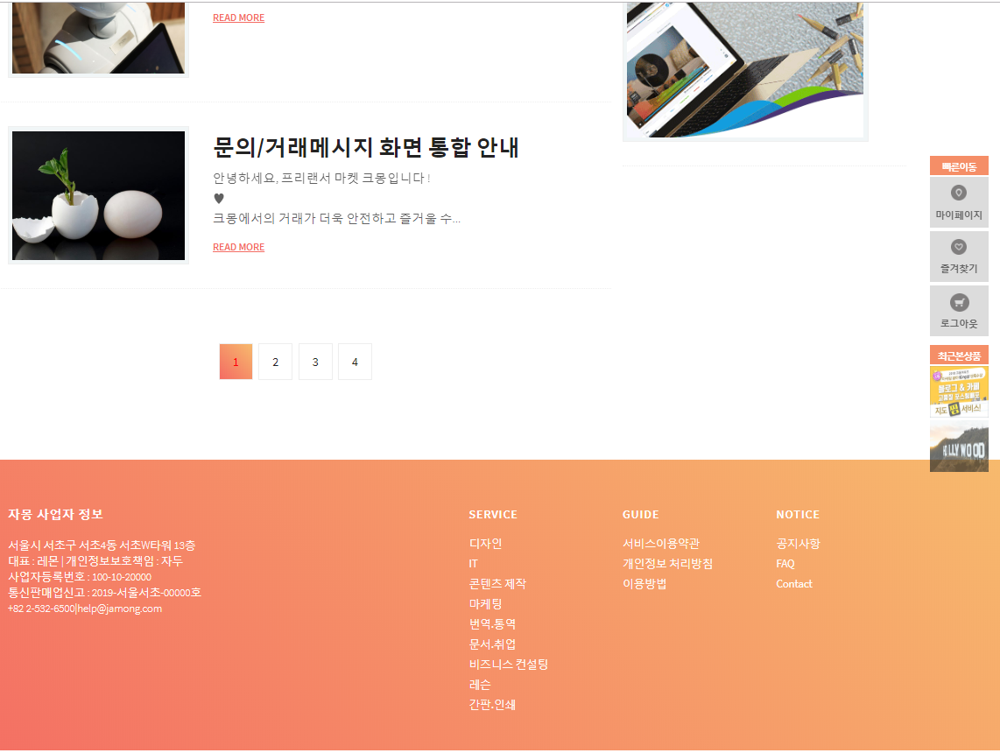 READ MORE
문의/거래메시지 화면 통합 안내
안녕하세요, 프리랜서 마켓 크몽입니다 !
♥
크몽에서의 거래가 더욱 안전하고 즐거울 수...
READ MORE
1 2 3 4
빠른이동
마이페이지
즐겨찾기
로그아웃
최근본상품
블로그 & 카페
고품질 포스팅배포
지도 맵 서비스!
HOLLYWOOD
자몽 사업자 정보
서울시 서초구 서초4동 서초W타워 13층
대표 : 레몬 | 개인정보보호책임 : 자두
사업자등록번호 : 100-10-20000
통신판매업신고 : 2019-서울서초-00000호
+82 2-532-6500|help@jamong.com
SERVICE
디자인
IT
콘텐츠 제작
마케팅
번역.통역
문서.취업
비즈니스 컨설팅
레슨
간판.인쇄
GUIDE
서비스이용약관
개인정보 처리방침
이용방법
NOTICE
공지사항
FAQ
Contact